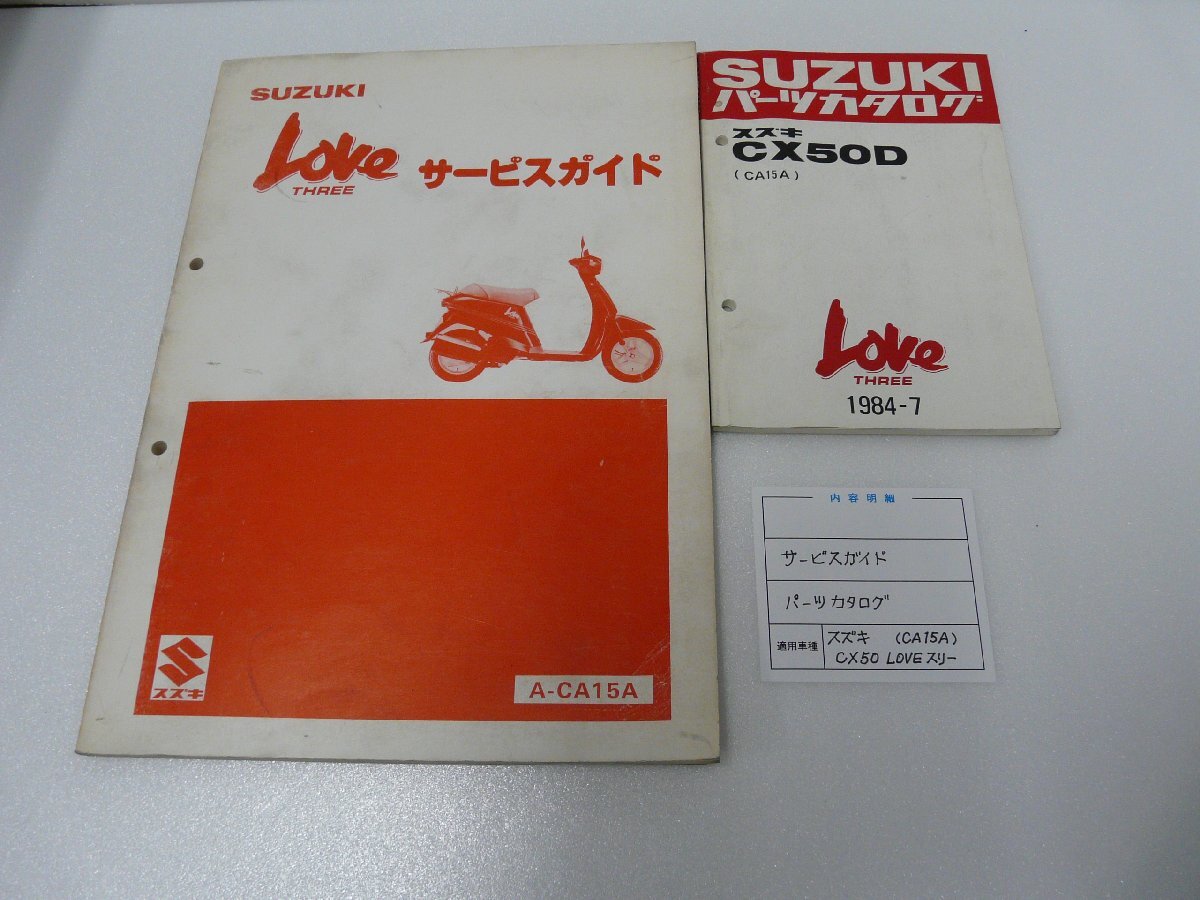 SUZUKI
Love
THREE
サービスガイド
スズキ
A-CA15A
SUZUKI
パーツカタログ
スズキ
CX50D
(CA15A)
Love
THREE
1984-7
内容明細
サービスガイド
パーツカタログ
適用車種
スズキ (CA15A)
CX50 LOVEスリー